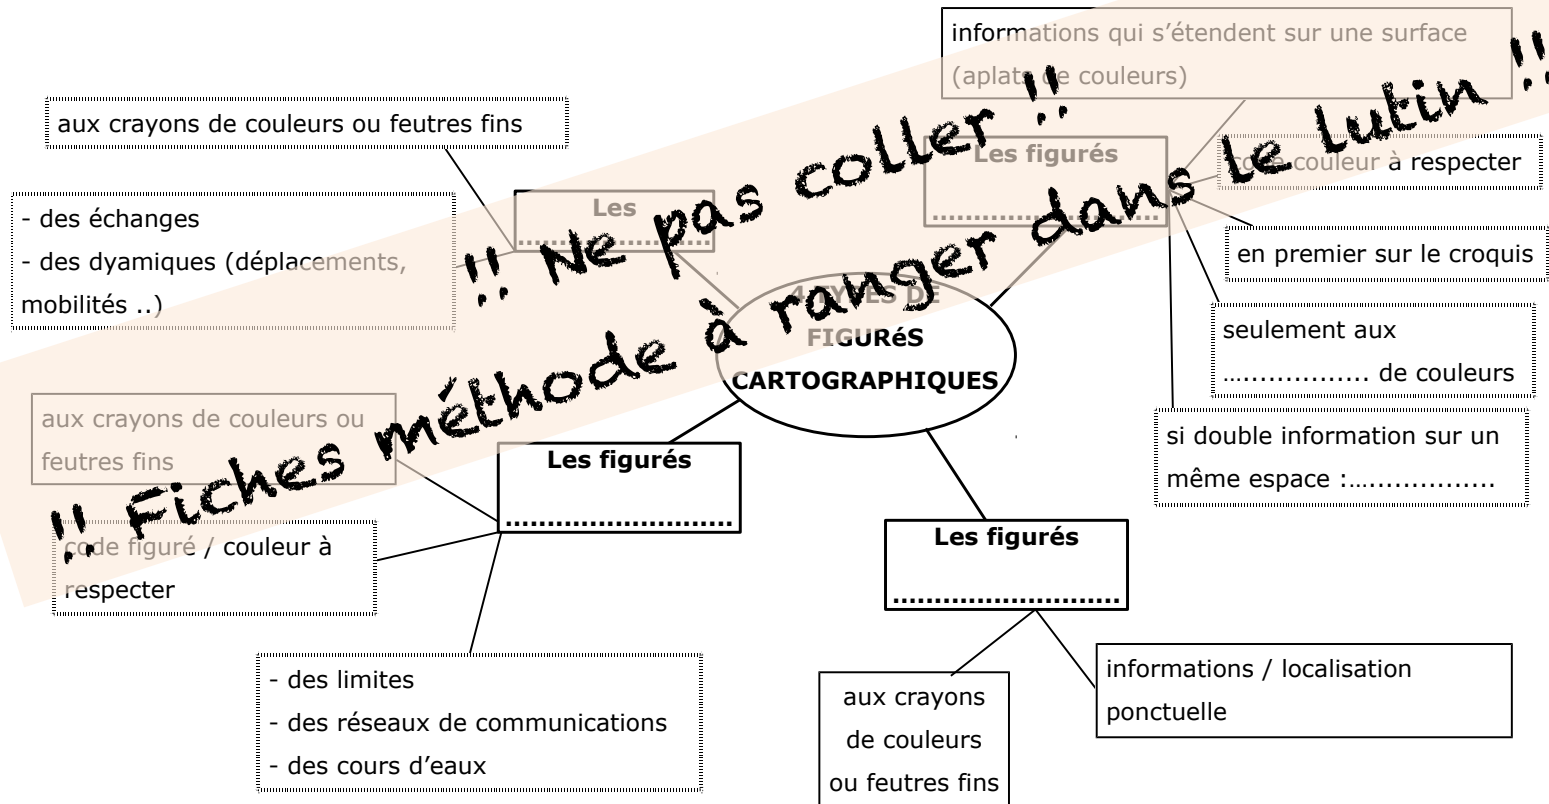 informations qui s’étendent sur une surface
(aplats de couleurs)
aux crayons de couleurs ou feutres fins
Les figurés
...........................
code couleur à respecter
Les
.......................
- des échanges
- des dyamiques (déplacements,
mobilités ..)
en premier sur le croquis
4 TYPES DE
FIGURéS
CARTOGRAPHIQUES
seulement aux
.................. de couleurs
si double information sur un
même espace :..................
aux crayons de couleurs ou
feutres fins
Les figurés
...........................
code figuré / couleur à
respecter
Les figurés
...........................
- des limites
- des réseaux de communications
- des cours d’eaux
aux crayons
de couleurs
ou feutres fins
informations / localisation
ponctuelle
!! Ne pas coller !!
!! Fiches méthode à ranger dans le lutin !!